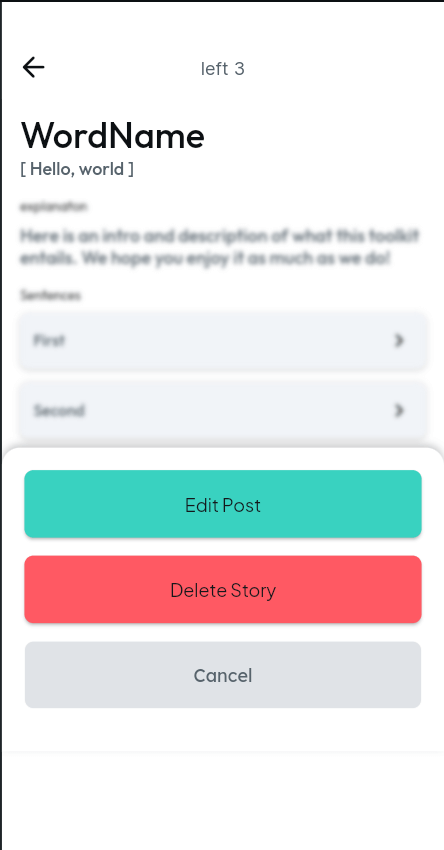 left 3
WordName
[ Hello, world ]
explanaton
Here is an intro and description of what this toolkit
entails. We hope you enjoy it as much as we do!
Sentences
First
Second
Edit Post
Delete Story
Cancel